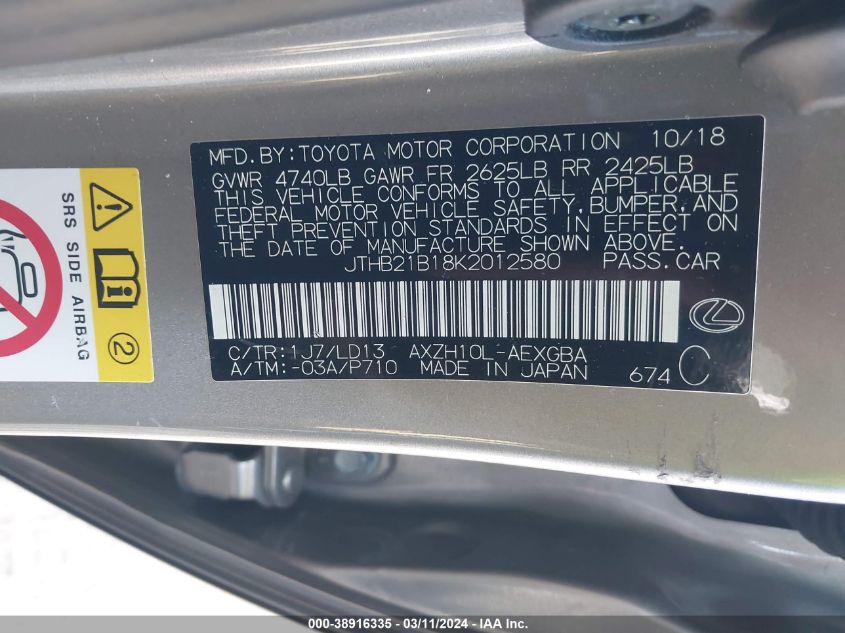 MFD. BY: TOYOTA MOTOR CORPORATION 10/18
GVWR 4740LB GAWR FR 2625LB RR 2425LB
THIS VEHICLE CONFORMS TO ALL APPLICABLE
FEDERAL MOTOR VEHICLE SAFETY, BUMPER, AND
THEFT PREVENTION STANDARDS IN EFFECT ON
THE DATE OF MANUFACTURE SHOWN ABOVE.
JTHB21B18K2012580 PASS. CAR
C/TR: 1J7/LD13 AXZH10L-AEXGBA
A/TM: -03A/P710 MADE IN JAPAN 674 C
SRS SIDE AIRBAG
2
000-38916335 - 03/11/2024 - IAA Inc.